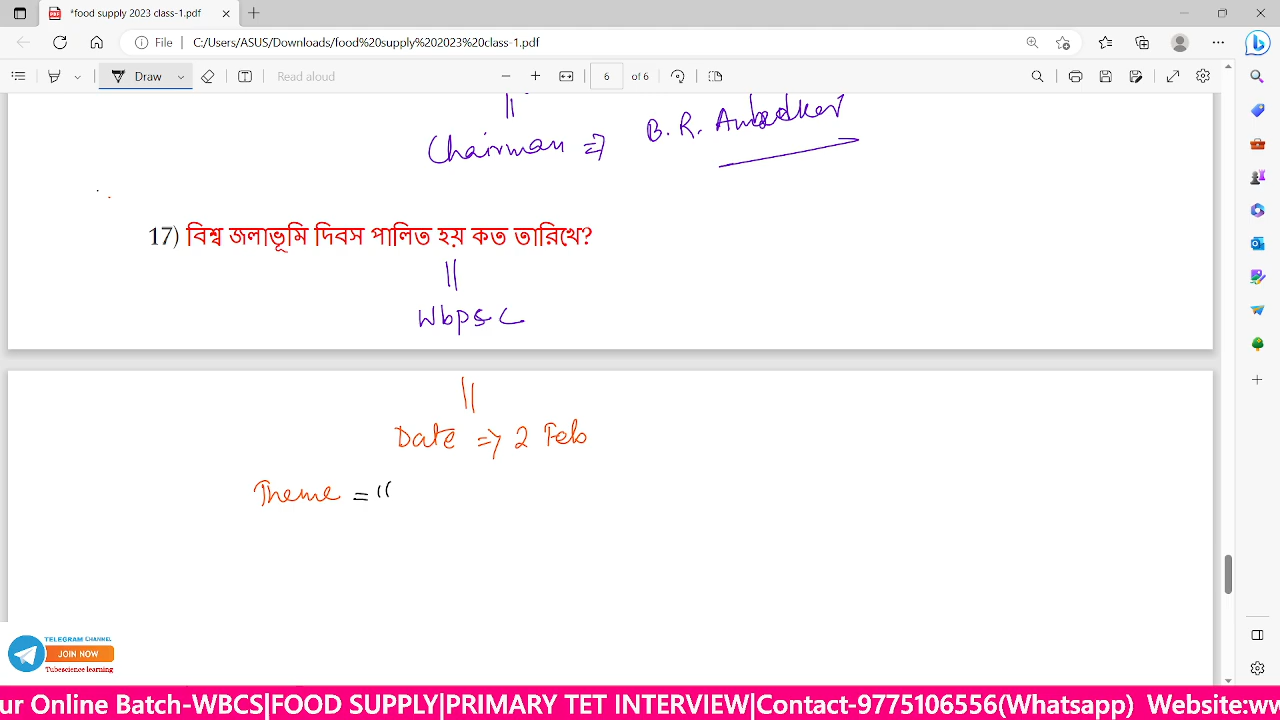 *food supply 2023 class-1.pdf
File C:/Users/ASUS/Downloads/food%20supply%202023%20class-1.pdf
Draw Read aloud 6 of 6
Chairman => B. R. Ambedker
17) বিশ্ব জলাভূমি দিবস পালিত হয় কত তারিখে?
Wbpsc
Date => 2 Feb
Theme = "
TELEGRAM CHANNEL
JOIN NOW
Tubescience learning
ur Online Batch-WBCS|FOOD SUPPLY|PRIMARY TET INTERVIEW|Contact-9775106556(Whatsapp) Website:ww